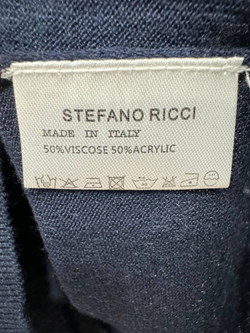 STEFANO RICCI
MADE IN ITALY
50%VISCOSE 50%ACRYLIC